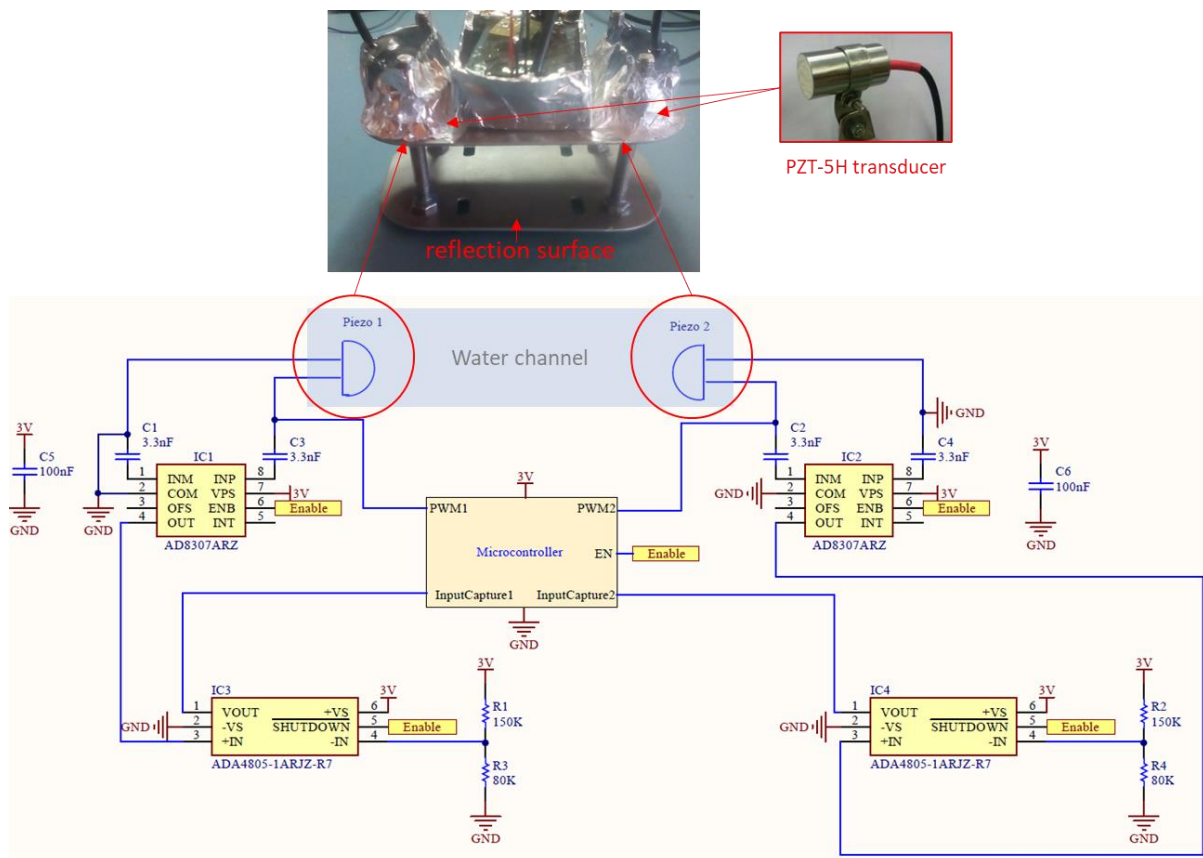 PZT-5H transducer
reflection surface
Piezo 1
Piezo 2
Water channel
3V
C5
100nF
GND
C1
3.3nF
C3
3.3nF
IC1
1 INM INP 8
2 COM VPS 7 3V
3 OFS ENB 6 Enable
4 OUT INT 5
AD8307ARZ
GND
3V
PWM1 PWM2
Microcontroller
EN Enable
InputCapture1 InputCapture2
GND
C2
3.3nF
C4
3.3nF
GND
IC2
1 INM INP 8
GND 2 COM VPS 7 3V
3 OFS ENB 6 Enable
4 OUT INT 5
AD8307ARZ
3V
C6
100nF
GND
IC3
1 VOUT +VS 6 3V
GND 2 -VS SHUTDOWN 5 Enable
3 +IN -IN 4
ADA4805-1ARJZ-R7
3V
R1
150K
R3
80K
GND
IC4
1 VOUT +VS 6 3V
GND 2 -VS SHUTDOWN 5 Enable
3 +IN -IN 4
ADA4805-1ARJZ-R7
3V
R2
150K
R4
80K
GND